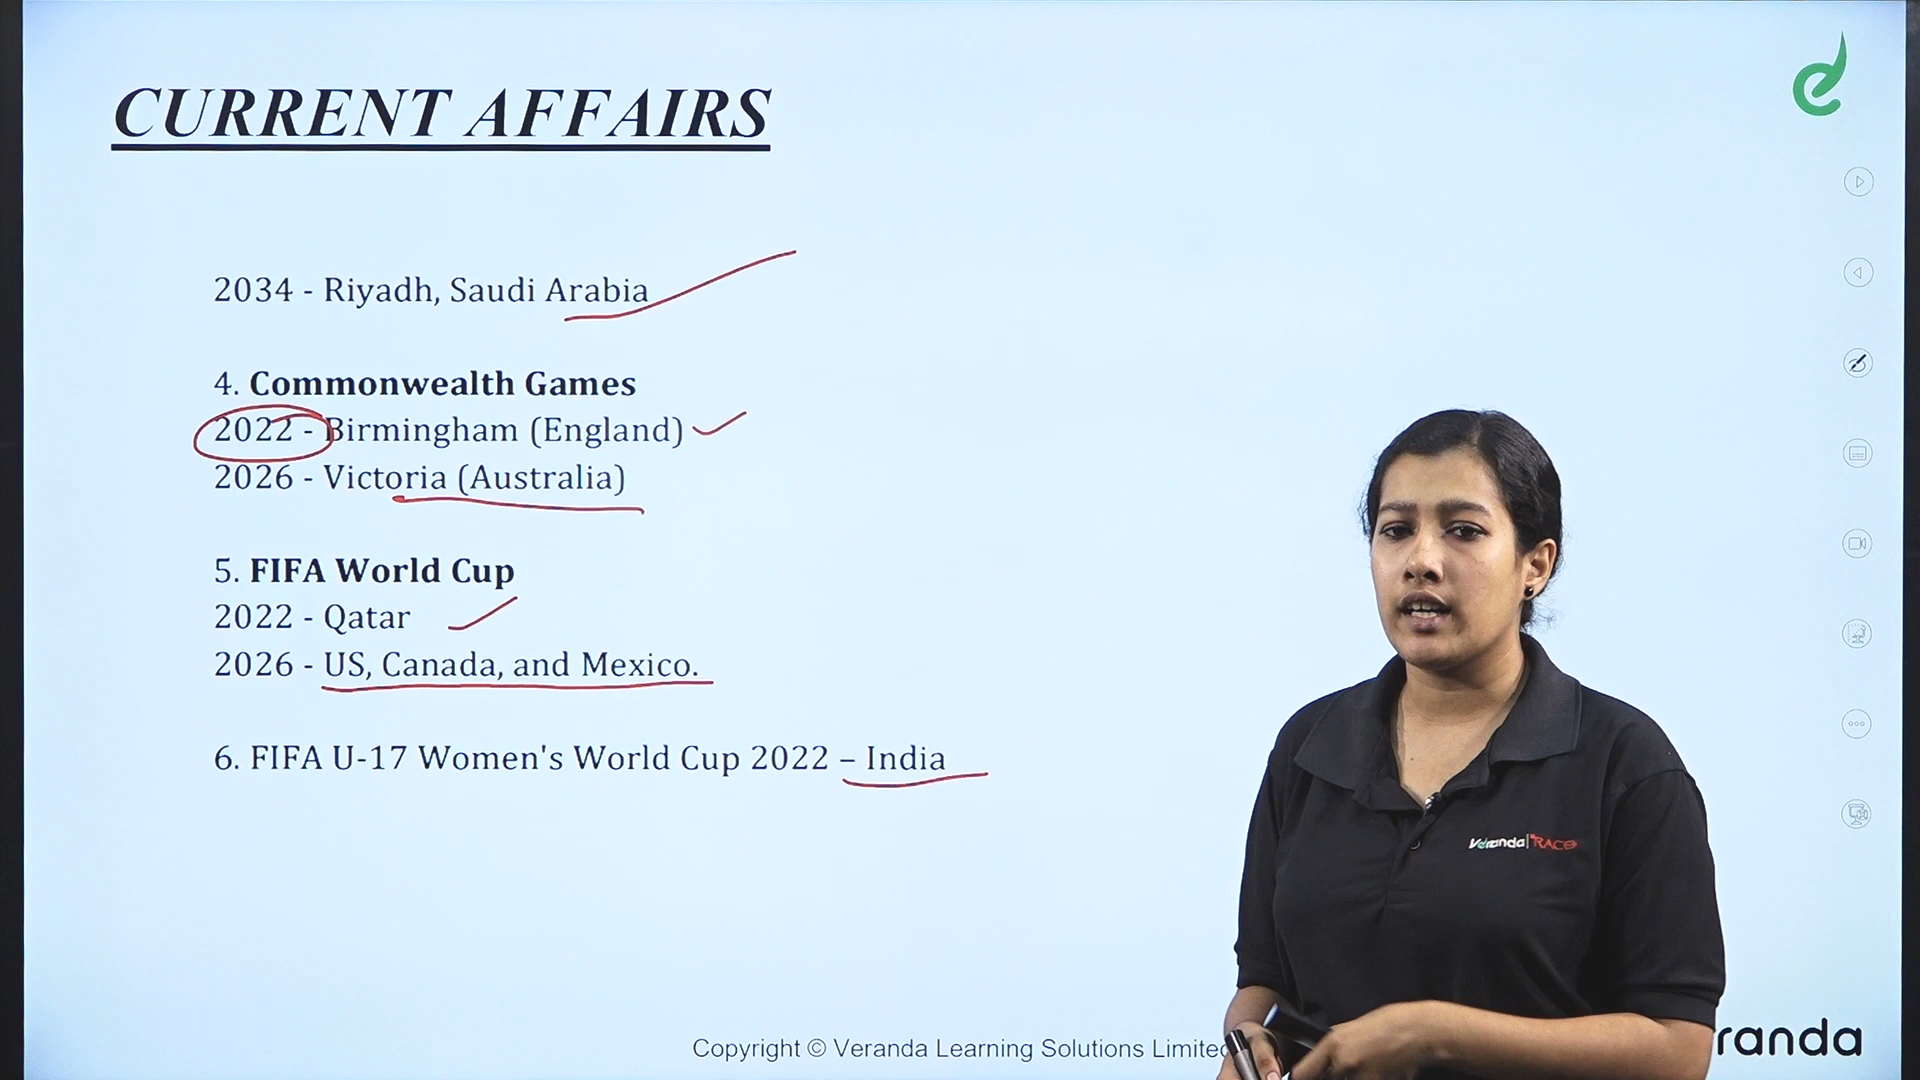 CURRENT AFFAIRS
2034 - Riyadh, Saudi Arabia
4. Commonwealth Games
2022 - Birmingham (England)
2026 - Victoria (Australia)
5. FIFA World Cup
2022 - Qatar
2026 - US, Canada, and Mexico.
6. FIFA U-17 Women's World Cup 2022 – India
Veranda|RACE
Copyright © Veranda Learning Solutions Limited
randa